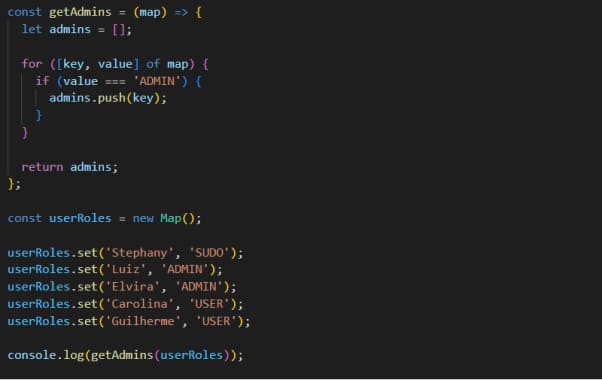 const getAdmins = (map) => {
  let admins = [];

  for ([key, value] of map) {
    if (value === 'ADMIN') {
      admins.push(key);
    }
  }

  return admins;
};

const userRoles = new Map();

userRoles.set('Stephany', 'SUDO');
userRoles.set('Luiz', 'ADMIN');
userRoles.set('Elvira', 'ADMIN');
userRoles.set('Carolina', 'USER');
userRoles.set('Guilherme', 'USER');

console.log(getAdmins(userRoles));